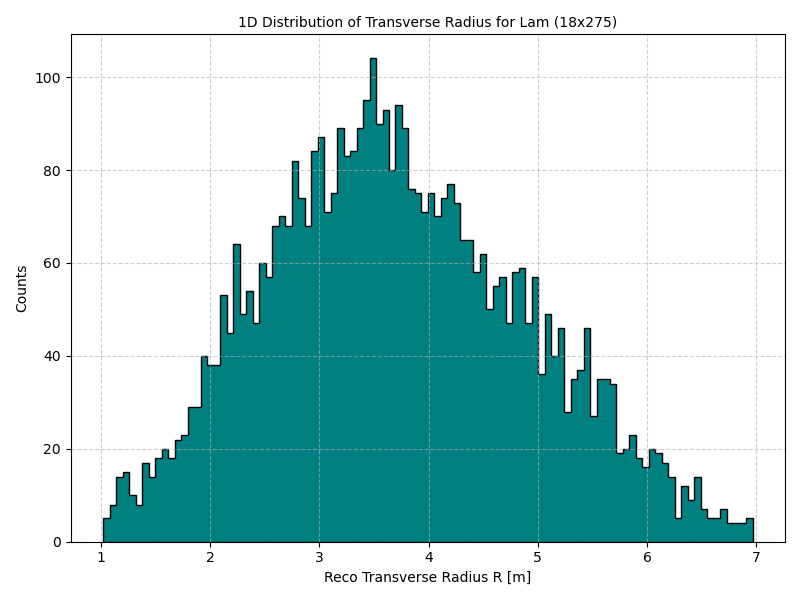 1D Distribution of Transverse Radius for Lam (18x275)
100
80
60
40
20
0
Counts
1 2 3 4 5 6 7
Reco Transverse Radius R [m]